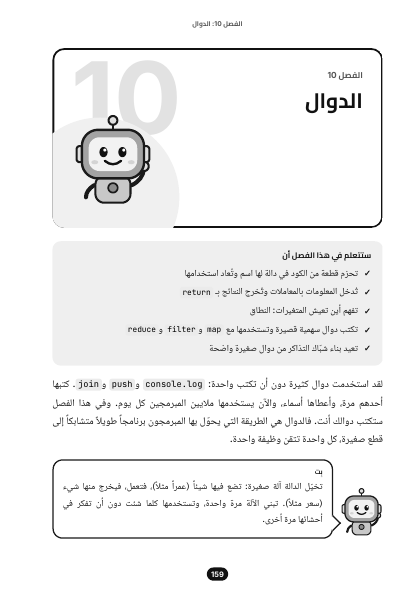 الفصل 10: الدوال
10
الفصل 10
الدوال
ستتعلم في هذا الفصل أن
✓ تحزم قطعة من الكود في دالة لها اسم وتُعاد استخدامها
✓ تُدخل المعلومات بالمعاملات وتُخرج النتائج بـ return
✓ تفهم أين تعيش المتغيرات: النطاق
✓ تكتب دوال سهمية قصيرة وتستخدمها مع map و filter و reduce
✓ تعيد بناء شبّاك التذاكر من دوال صغيرة واضحة
لقد استخدمت دوال كثيرة دون أن تكتب واحدة: console.log و push و join. كتبها
أحدهم مرة، وأعطاها أسماء، والآن يستخدمها ملايين المبرمجين كل يوم. وفي هذا الفصل
ستكتب دوالك أنت. فالدوال هي الطريقة التي يحوّل بها المبرمجون برنامجاً طويلاً متشابكاً إلى
قطع صغيرة، كل واحدة تتقن وظيفة واحدة.
بِت
تخيّل الدالة آلة صغيرة: تضع فيها شيئاً (عمراً مثلاً)، فتعمل، فيخرج منها شيء
(سعر مثلاً). تبني الآلة مرة واحدة، وتستخدمها كلما شئت دون أن تفكر في
أحشائها مرة أخرى.
159